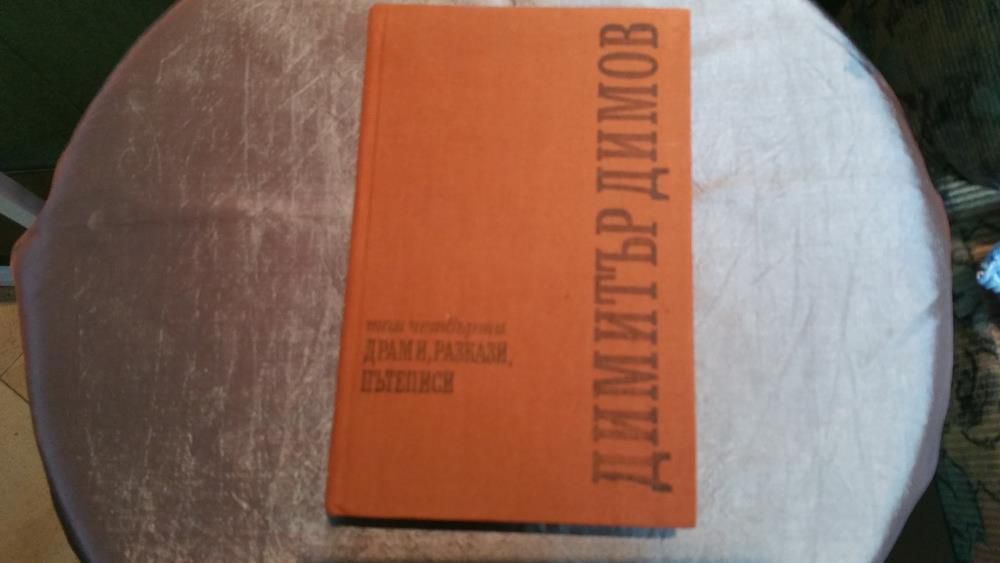 ДИМИТЪР ДИМОВ
том четвърти
ДРАМИ, РАЗКАЗИ,
ПЪТЕПИСИ